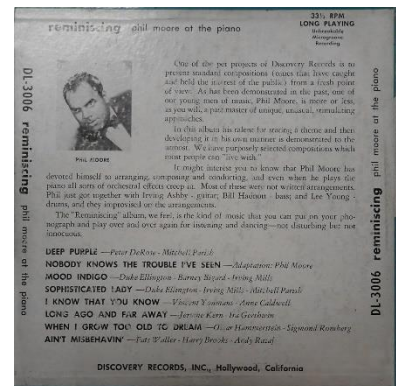 33⅓ RPM
LONG PLAYING
Unbreakable
Microgroove
Recording
reminiscing phil moore at the piano
One of the pet projects of Discovery Records is to
present standard compositions (tunes that have caught
and held the interest of the public) from a fresh point
of view. As has been demonstrated in the past, one of
our young men of music, Phil Moore, is more or less,
as you will, a past master of unique, unusual, stimulating
approaches.
In this album his talent for stating a theme and then
developing it in his own manner is demonstrated to the
utmost. We have purposely selected compositions which
most people can "live with."
It might interest you to know that Phil Moore has
devoted himself to arranging, composing and conducting, and even when he plays the
piano all sorts of orchestral effects creep in. Most of these were not written arrangements.
Phil just got together with Irving Ashby - guitar; Bill Hadnott - bass; and Lee Young -
drums, and they improvised on the arrangements.
The "Reminiscing" album, we feel, is the kind of music that you can put on your pho-
nograph and play over and over again for listening and dancing—not disturbing but not
innocuous.
PHIL MOORE
DEEP PURPLE—Peter DeRose - Mitchell Parish
NOBODY KNOWS THE TROUBLE I'VE SEEN—Adaptation: Phil Moore
MOOD INDIGO—Duke Ellington - Barney Bigard - Irving Mills
SOPHISTICATED LADY—Duke Ellington - Irving Mills - Mitchell Parish
I KNOW THAT YOU KNOW—Vincent Youmans - Anne Caldwell
LONG AGO AND FAR AWAY—Jerome Kern - Ira Gershwin
WHEN I GROW TOO OLD TO DREAM—Oscar Hammerstein - Sigmund Romberg
AIN'T MISBEHAVIN'—Fats Waller - Harry Brooks - Andy Razaf
DISCOVERY RECORDS, INC., Hollywood, California
DL-3006 reminiscing phil moore at the piano
DL-3006 reminiscing phil moore at the piano